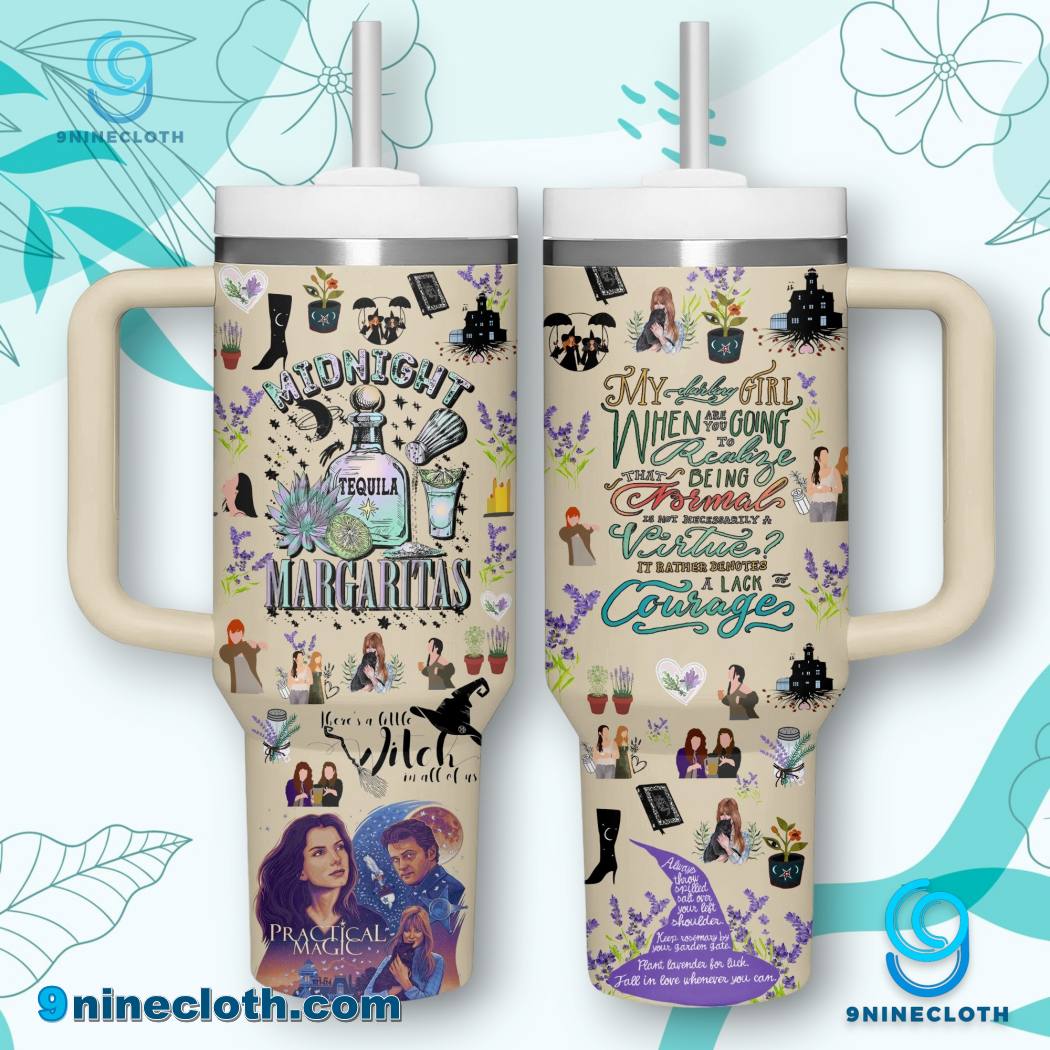 9NINECLOTH
MIDNIGHT
TEQUILA
MARGARITAS
There's a little
Witch
in all of us
PRACTICAL
MAGIC
9ninecloth.com
MY darling GIRL
WHEN ARE YOU GOING
TO
Realize
THAT BEING
Normal
IS NOT NECESSARILY A
Virtue?
IT RATHER DENOTES
A LACK OF
Courage
Always
throw
spilled
salt over
your left
shoulder.
Keep rosemary by
your garden gate.
Plant lavender for luck.
Fall in love whenever you can.
9NINECLOTH